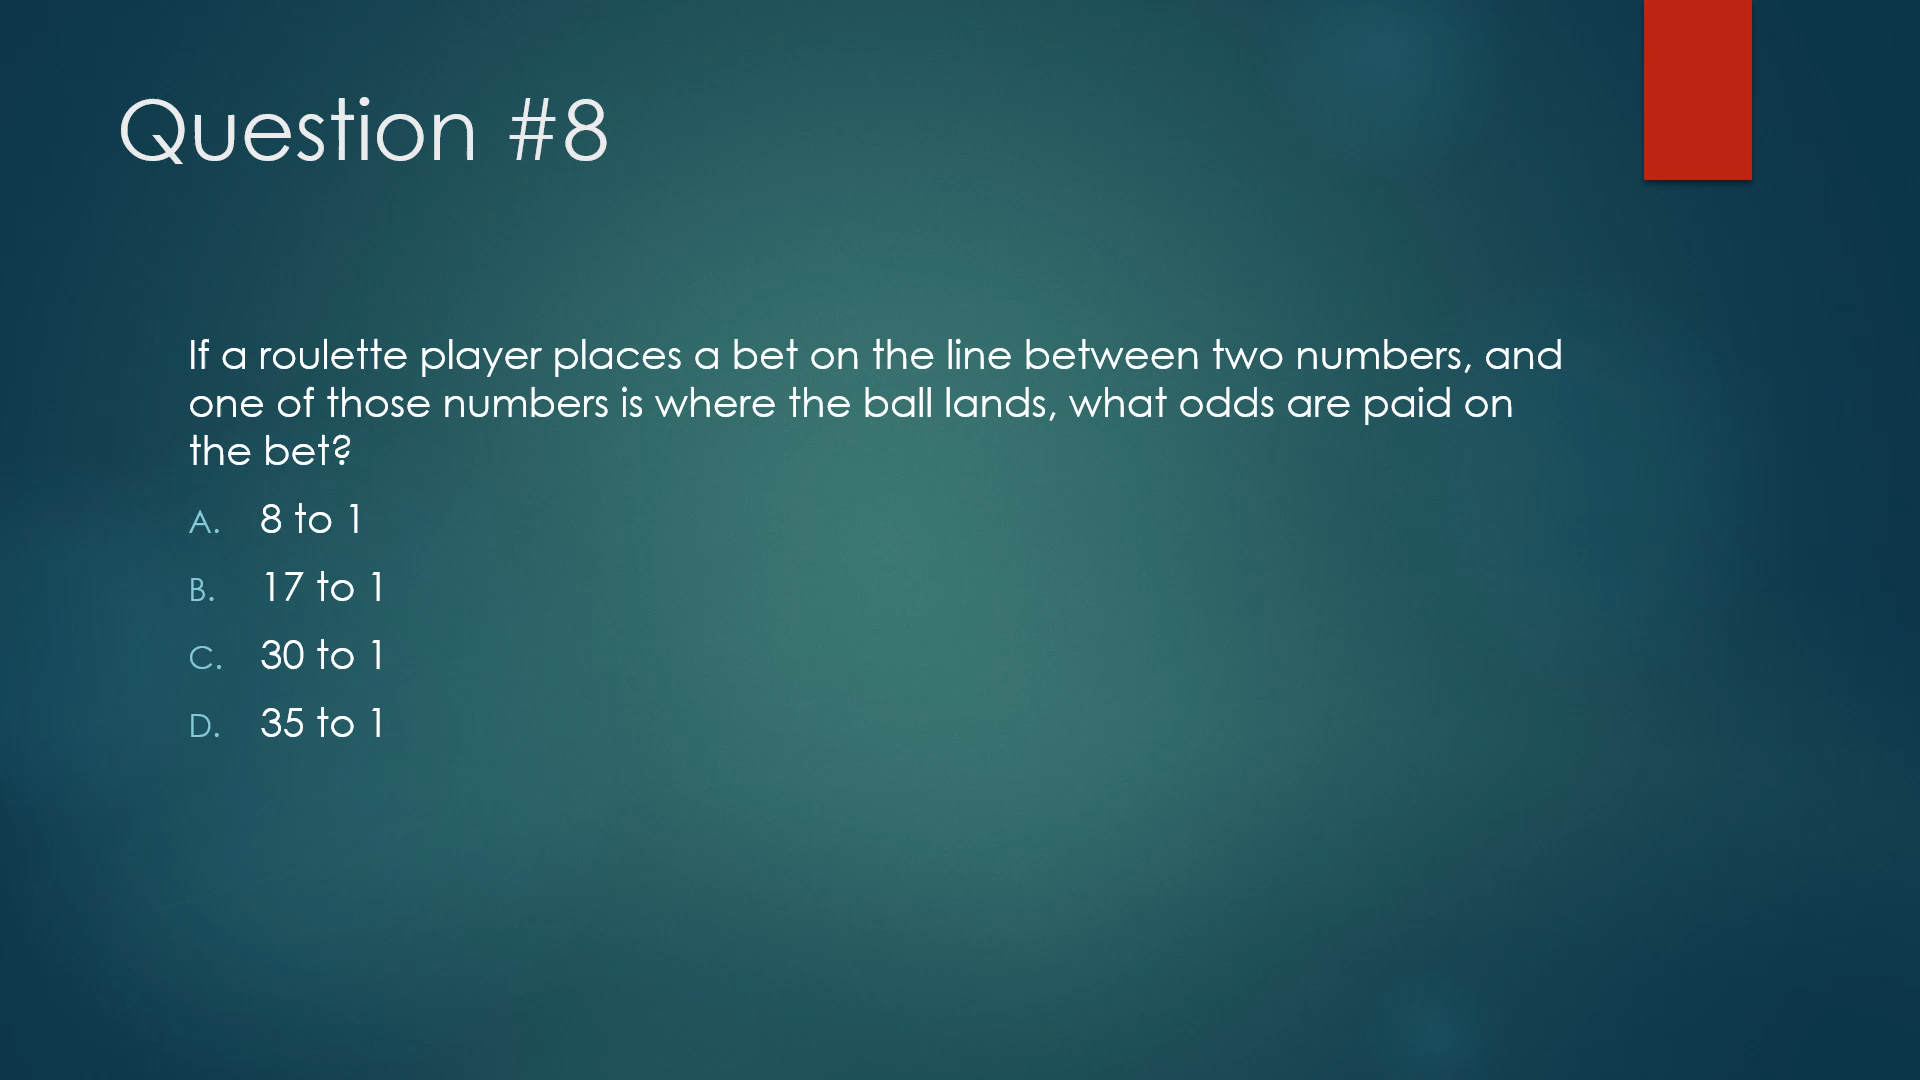 Question #8
If a roulette player places a bet on the line between two numbers, and
one of those numbers is where the ball lands, what odds are paid on
the bet?
A. 8 to 1
B. 17 to 1
C. 30 to 1
D. 35 to 1